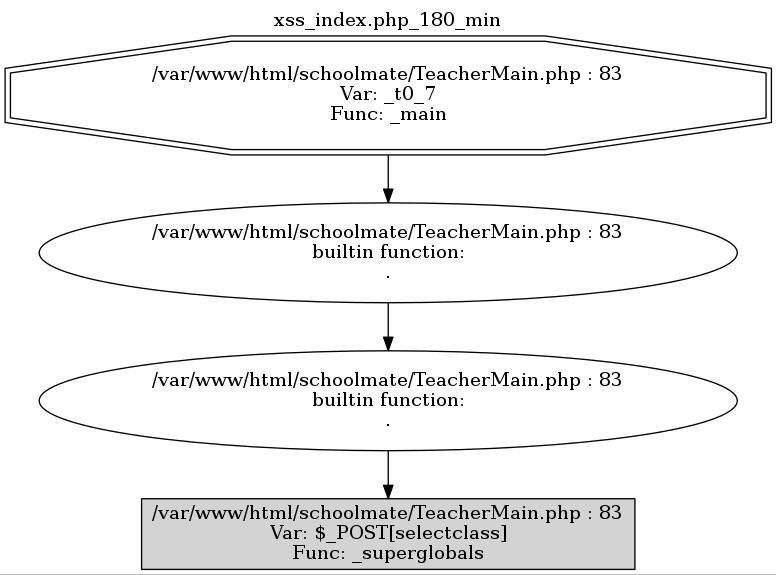 xss_index.php_180_min
/var/www/html/schoolmate/TeacherMain.php : 83
Var: _t0_7
Func: _main
/var/www/html/schoolmate/TeacherMain.php : 83
builtin function:
.
/var/www/html/schoolmate/TeacherMain.php : 83
builtin function:
.
/var/www/html/schoolmate/TeacherMain.php : 83
Var: $_POST[selectclass]
Func: _superglobals